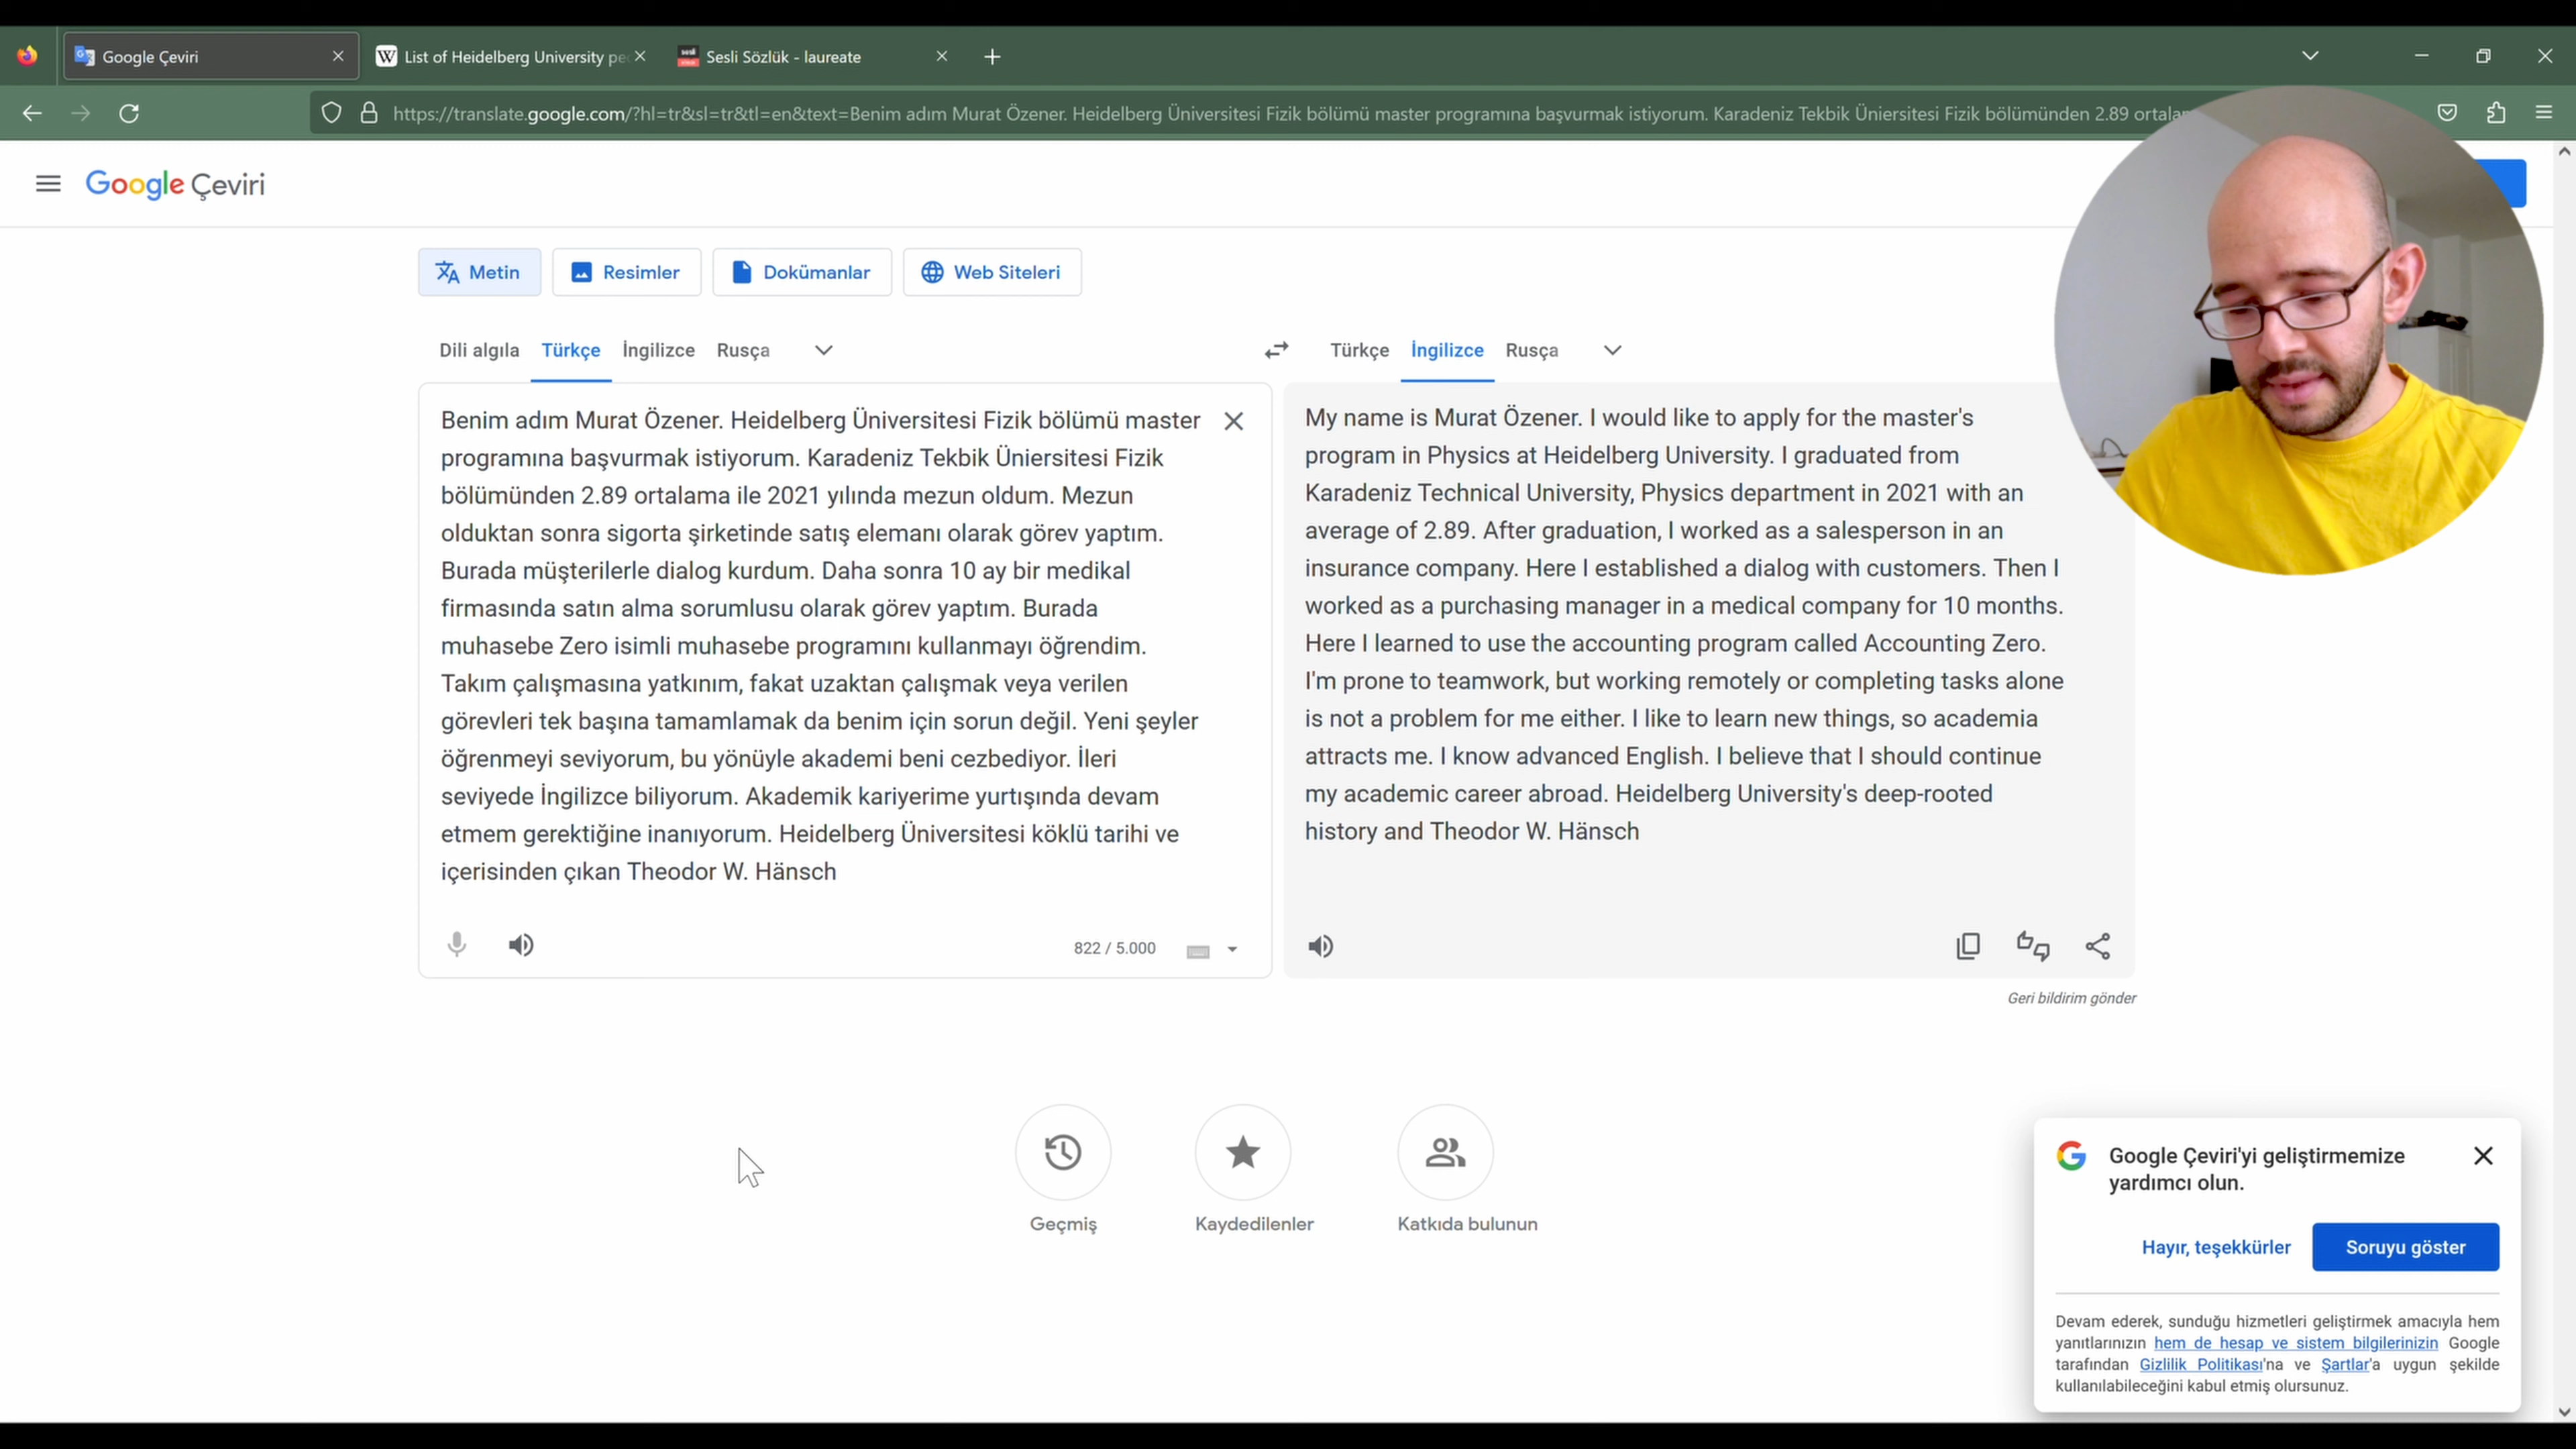 Google Çeviri
List of Heidelberg University pe
Sesli Sözlük - laureate
https://translate.google.com/?hl=tr&sl=tr&tl=en&text=Benim adım Murat Özener. Heidelberg Üniversitesi Fizik bölümü master programına başvurmak istiyorum. Karadeniz Tekbik Üniersitesi Fizik bölümünden 2.89 ortala
Google Çeviri
Metin
Resimler
Dokümanlar
Web Siteleri
Dili algıla Türkçe İngilizce Rusça
Türkçe İngilizce Rusça
Benim adım Murat Özener. Heidelberg Üniversitesi Fizik bölümü master
programına başvurmak istiyorum. Karadeniz Tekbik Üniersitesi Fizik
bölümünden 2.89 ortalama ile 2021 yılında mezun oldum. Mezun
olduktan sonra sigorta şirketinde satış elemanı olarak görev yaptım.
Burada müşterilerle dialog kurdum. Daha sonra 10 ay bir medikal
firmasında satın alma sorumlusu olarak görev yaptım. Burada
muhasebe Zero isimli muhasebe programını kullanmayı öğrendim.
Takım çalışmasına yatkınım, fakat uzaktan çalışmak veya verilen
görevleri tek başına tamamlamak da benim için sorun değil. Yeni şeyler
öğrenmeyi seviyorum, bu yönüyle akademi beni cezbediyor. İleri
seviyede İngilizce biliyorum. Akademik kariyerime yurtışında devam
etmem gerektiğine inanıyorum. Heidelberg Üniversitesi köklü tarihi ve
içerisinden çıkan Theodor W. Hänsch
822 / 5.000
My name is Murat Özener. I would like to apply for the master's
program in Physics at Heidelberg University. I graduated from
Karadeniz Technical University, Physics department in 2021 with an
average of 2.89. After graduation, I worked as a salesperson in an
insurance company. Here I established a dialog with customers. Then I
worked as a purchasing manager in a medical company for 10 months.
Here I learned to use the accounting program called Accounting Zero.
I'm prone to teamwork, but working remotely or completing tasks alone
is not a problem for me either. I like to learn new things, so academia
attracts me. I know advanced English. I believe that I should continue
my academic career abroad. Heidelberg University's deep-rooted
history and Theodor W. Hänsch
Geri bildirim gönder
Geçmiş
Kaydedilenler
Katkıda bulunun
Google Çeviri'yi geliştirmemize
yardımcı olun.
Hayır, teşekkürler
Soruyu göster
Devam ederek, sunduğu hizmetleri geliştirmek amacıyla hem
yanıtlarınızın hem de hesap ve sistem bilgilerinizin Google
tarafından Gizlilik Politikası'na ve Şartlar'a uygun şekilde
kullanılabileceğini kabul etmiş olursunuz.